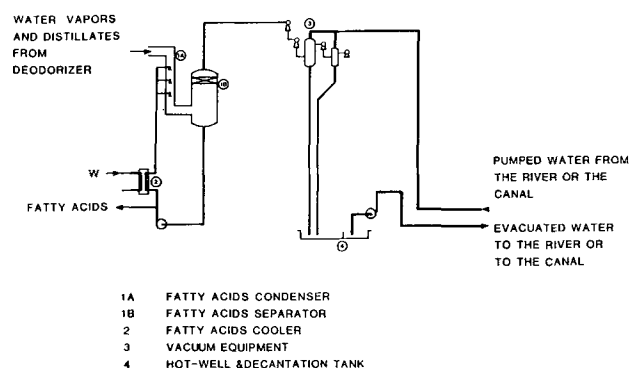 WATER VAPORS
AND DISTILLATES
FROM
DEODORIZER
1A
1B
3
W
2
FATTY ACIDS
PUMPED WATER FROM
THE RIVER OR THE
CANAL
EVACUATED WATER
TO THE RIVER OR
TO THE CANAL
4
1A FATTY ACIDS CONDENSER
1B FATTY ACIDS SEPARATOR
2 FATTY ACIDS COOLER
3 VACUUM EQUIPMENT
4 HOT-WELL &DECANTATION TANK